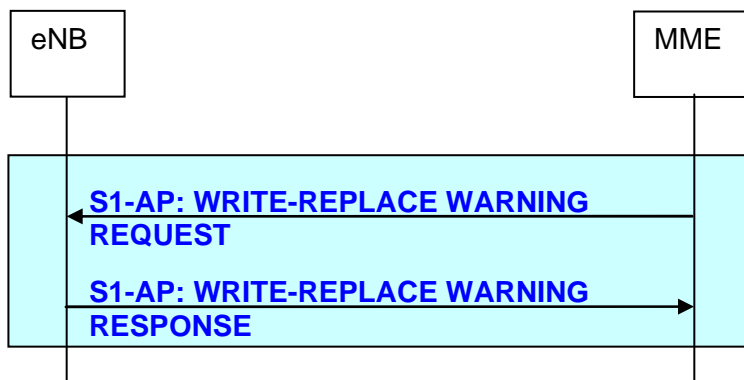 eNB
MME
S1-AP: WRITE-REPLACE WARNING
REQUEST
S1-AP: WRITE-REPLACE WARNING
RESPONSE